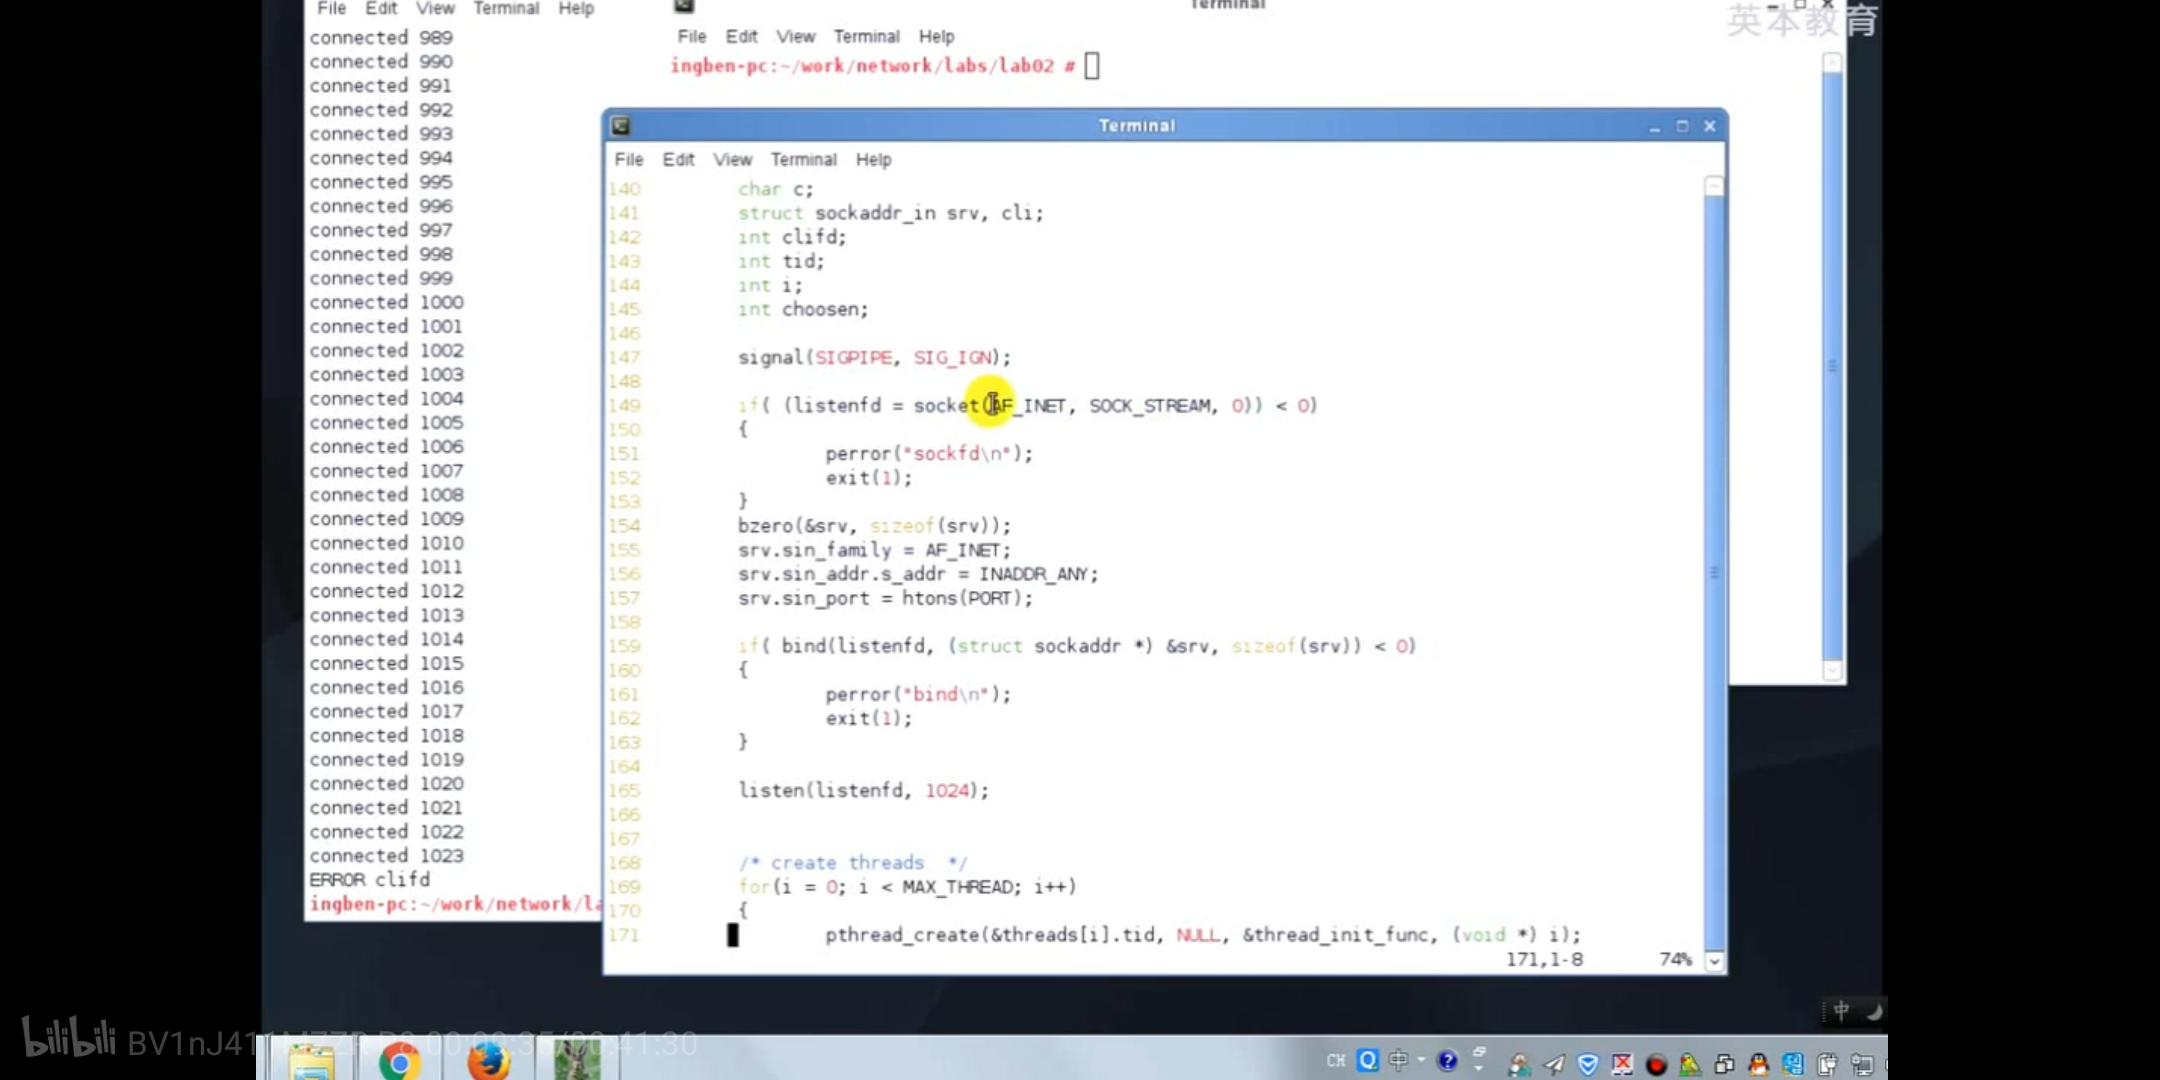 File Edit View Terminal Help
connected 989
connected 990
connected 991
connected 992
connected 993
connected 994
connected 995
connected 996
connected 997
connected 998
connected 999
connected 1000
connected 1001
connected 1002
connected 1003
connected 1004
connected 1005
connected 1006
connected 1007
connected 1008
connected 1009
connected 1010
connected 1011
connected 1012
connected 1013
connected 1014
connected 1015
connected 1016
connected 1017
connected 1018
connected 1019
connected 1020
connected 1021
connected 1022
connected 1023
ERROR clifd
ingben-pc:~/work/network/la
Terminal
英本教育
File Edit View Terminal Help
ingben-pc:~/work/network/labs/lab02 #
Terminal
File Edit View Terminal Help
140 char c;
141 struct sockaddr_in srv, cli;
142 int clifd;
143 int tid;
144 int i;
145 int choosen;
146
147 signal(SIGPIPE, SIG_IGN);
148
149 if( (listenfd = socket(AF_INET, SOCK_STREAM, 0)) < 0)
150 {
151 perror("sockfd\n");
152 exit(1);
153 }
154 bzero(&srv, sizeof(srv));
155 srv.sin_family = AF_INET;
156 srv.sin_addr.s_addr = INADDR_ANY;
157 srv.sin_port = htons(PORT);
158
159 if( bind(listenfd, (struct sockaddr *) &srv, sizeof(srv)) < 0)
160 {
161 perror("bind\n");
162 exit(1);
163 }
164
165 listen(listenfd, 1024);
166
167
168 /* create threads */
169 for(i = 0; i < MAX_THREAD; i++)
170 {
171 pthread_create(&threads[i].tid, NULL, &thread_init_func, (void *) i);
171,1-8 74%
中
bilibili
CH 中